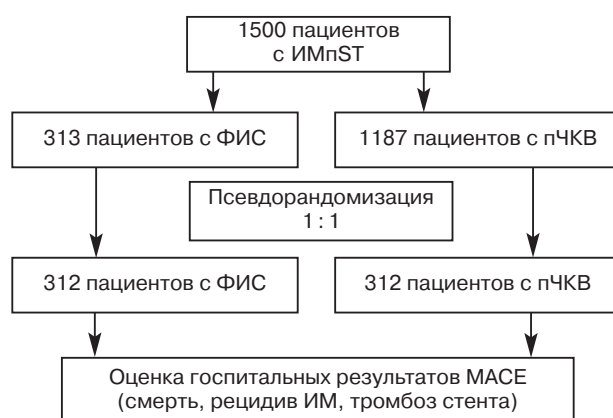 1500 пациентов
с ИМпST
313 пациентов с ФИС
1187 пациентов с пЧКВ
Псевдорандомизация
1 : 1
312 пациентов с ФИС
312 пациентов с пЧКВ
Оценка госпитальных результатов MACE
(смерть, рецидив ИМ, тромбоз стента)